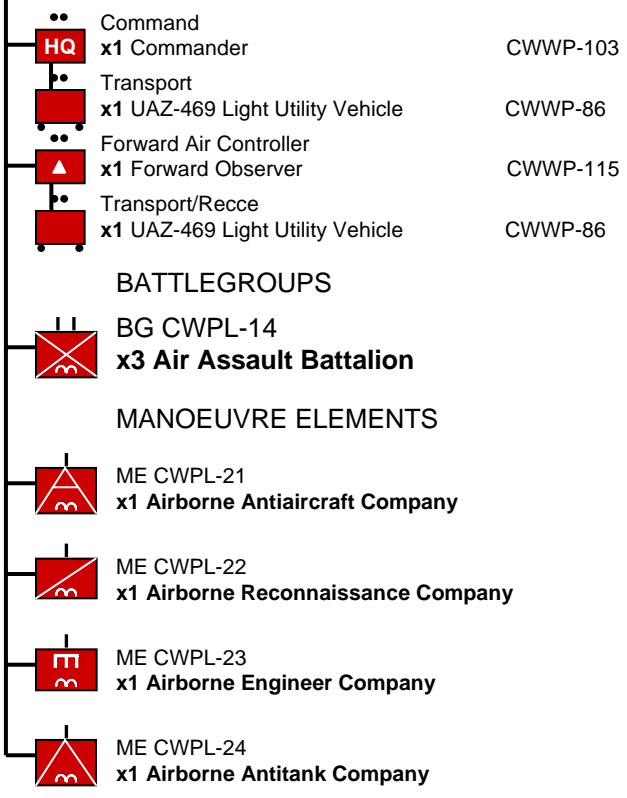 Command
HQ x1 Commander CWWP-103
Transport
x1 UAZ-469 Light Utility Vehicle CWWP-86
Forward Air Controller
x1 Forward Observer CWWP-115
Transport/Recce
x1 UAZ-469 Light Utility Vehicle CWWP-86
BATTLEGROUPS
BG CWPL-14
x3 Air Assault Battalion
MANOEUVRE ELEMENTS
ME CWPL-21
x1 Airborne Antiaircraft Company
ME CWPL-22
x1 Airborne Reconnaissance Company
ME CWPL-23
x1 Airborne Engineer Company
ME CWPL-24
x1 Airborne Antitank Company